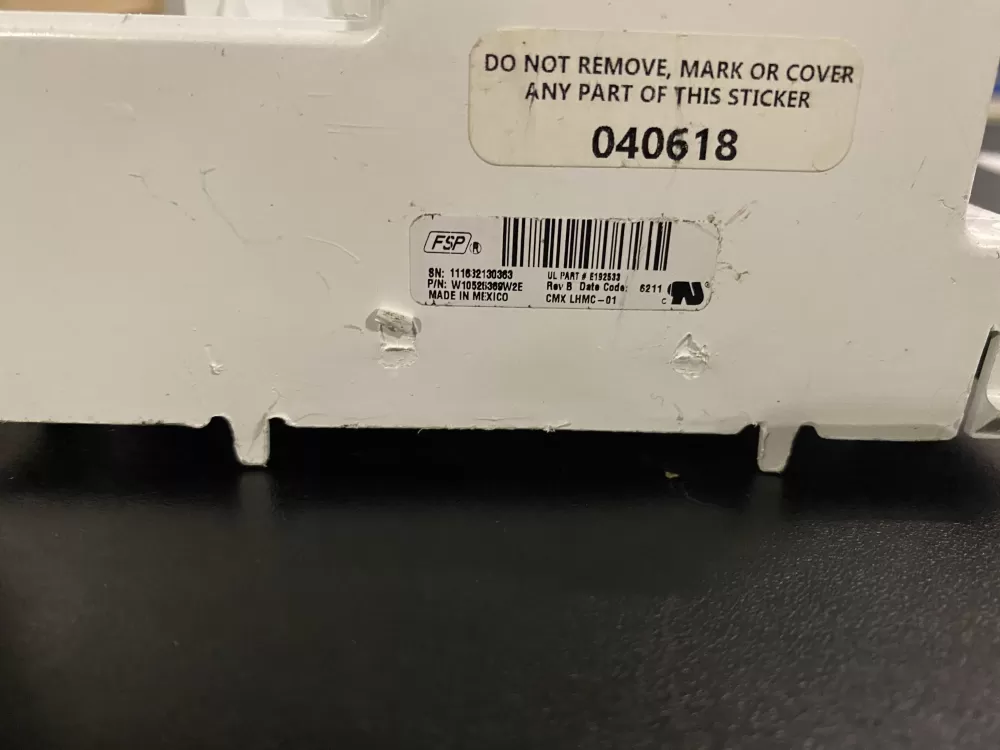 DO NOT REMOVE, MARK OR COVER
ANY PART OF THIS STICKER
040618
FSP ®
SN: 111632130363
UL PART # E192533
P/N: W10525369W2E
Rev B Date Code: 6211
MADE IN MEXICO
CMX LHMC-01
C ®